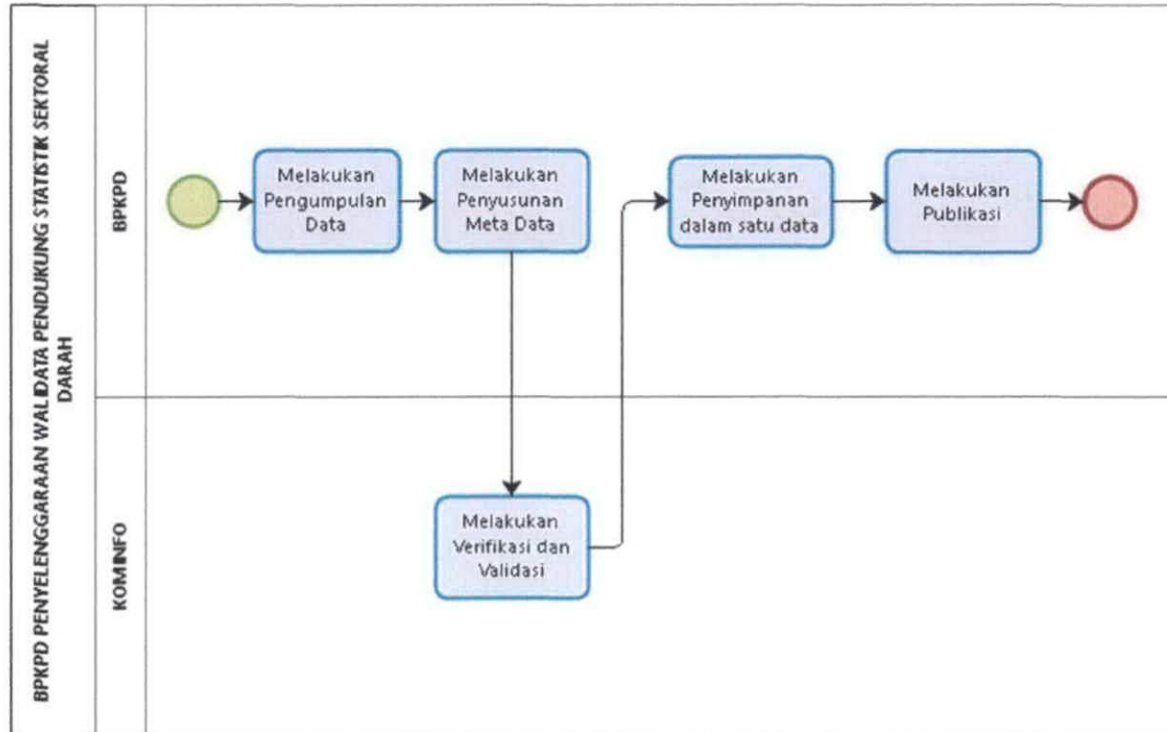 BPKPD PENYELENGGARAAN WALIDATA PENDUKUNG STATISTIK SEKTORAL
DARAH
BPKPD
Melakukan
Pengumpulan
Data
Melakukan
Penyusunan
Meta Data
Melakukan
Penyimpanan
dalam satu data
Melakukan
Publikasi
KOMINFO
Melakukan
Verifikasi dan
Validasi